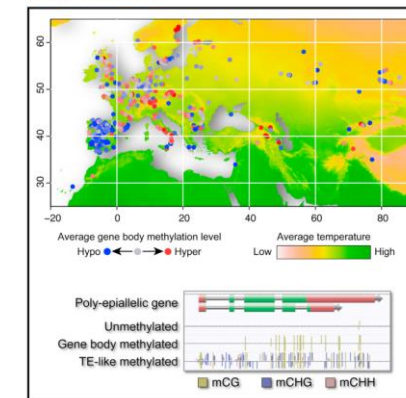 60
50
40
30
−20 0 20 40 60 80
Average gene body methylation level
Hypo Hyper
Average temperature
Low High
Poly-epiallelic gene
Unmethylated
Gene body methylated
TE-like methylated
mCG mCHG mCHH